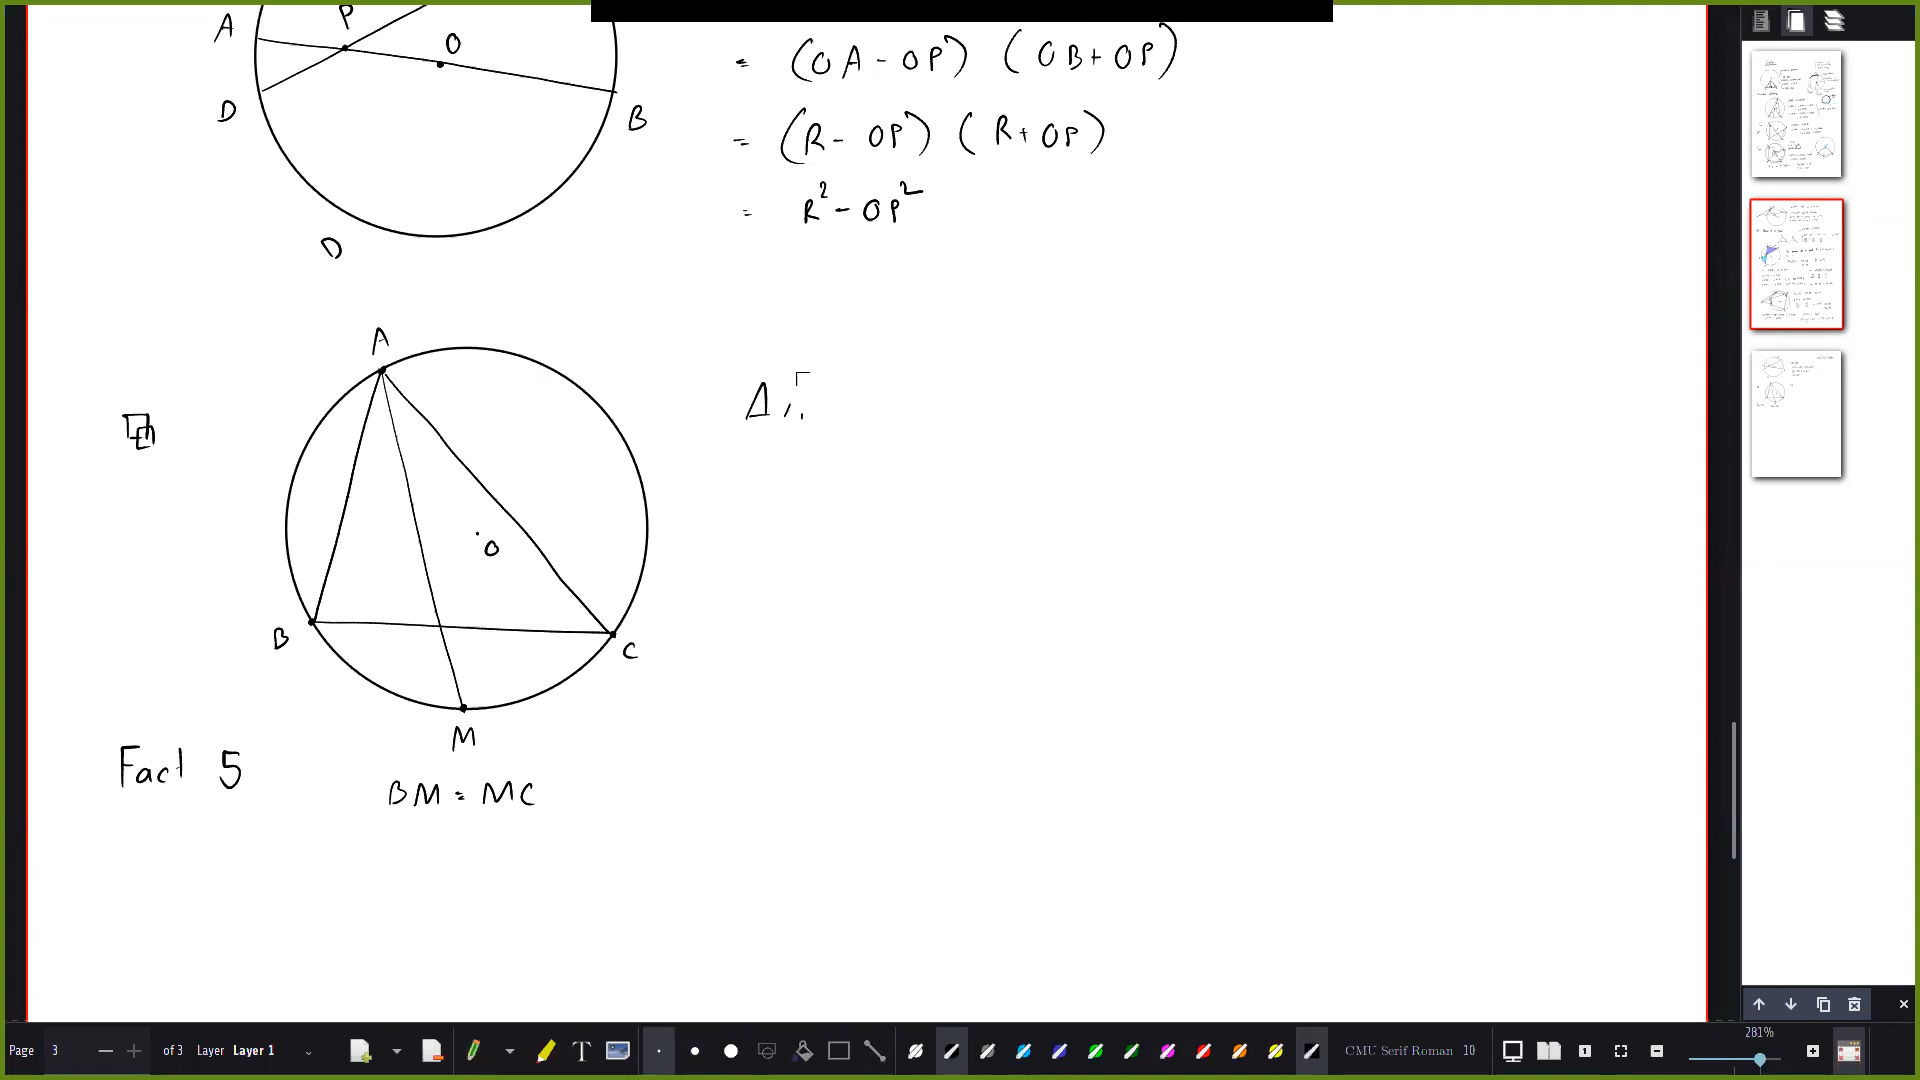 P
A
O
D
B
D
= (OA - OP) (OB + OP)
= (R - OP) (R + OP)
= R² - OP²
A
O
B
C
M
Δ
Fact 5
BM = MC
Page 3 of 3 Layer Layer 1
CMU Serif Roman 10
281%